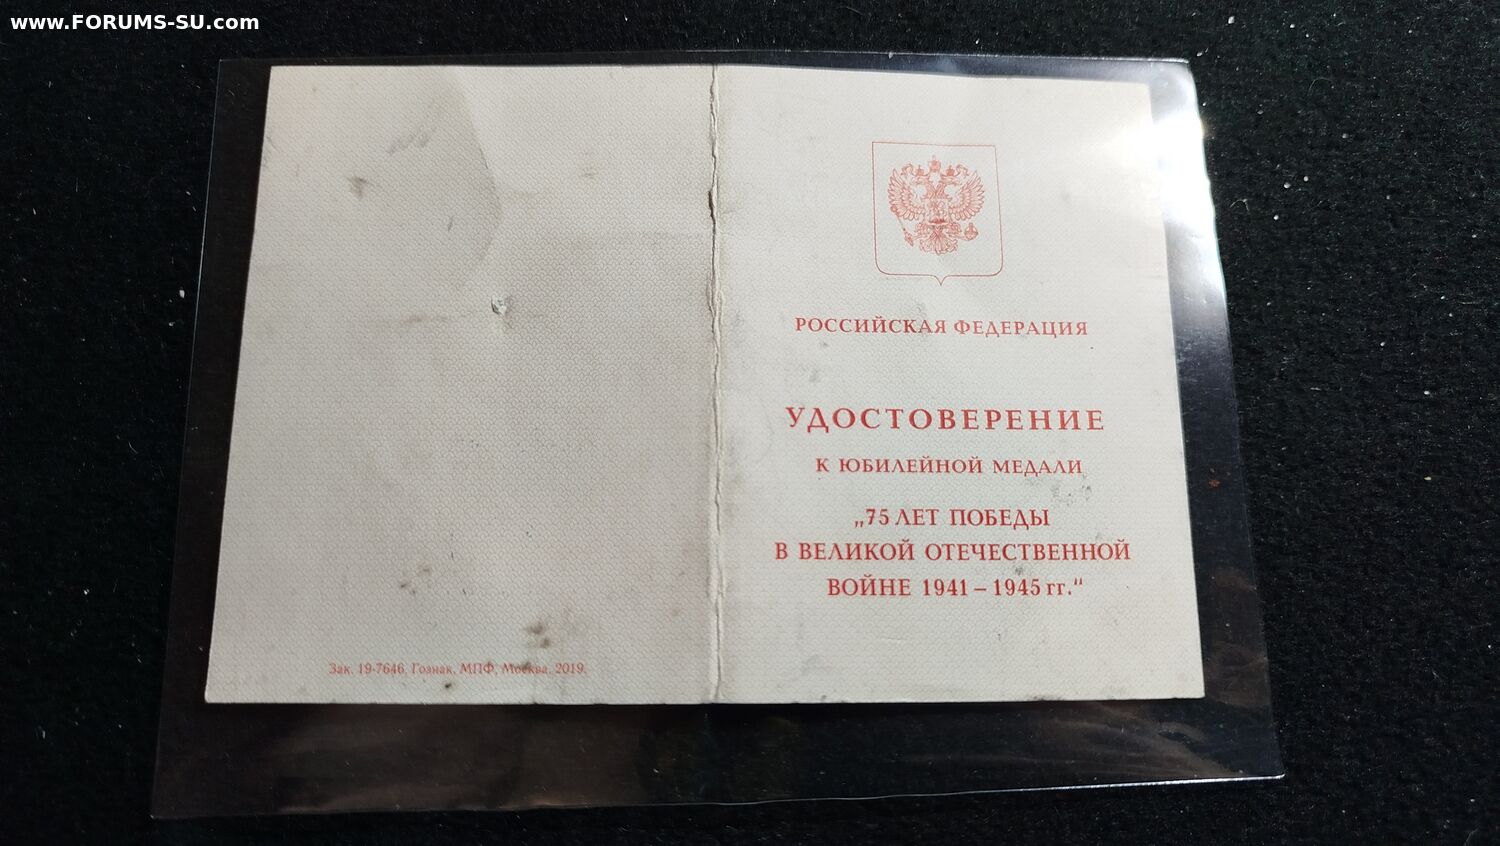 www.FORUMS-SU.com
РОССИЙСКАЯ ФЕДЕРАЦИЯ
УДОСТОВЕРЕНИЕ
К ЮБИЛЕЙНОЙ МЕДАЛИ
„75 ЛЕТ ПОБЕДЫ
В ВЕЛИКОЙ ОТЕЧЕСТВЕННОЙ
ВОЙНЕ 1941 – 1945 гг.“
Зак. 19-7646, Гознак, МПФ, Москва, 2019.